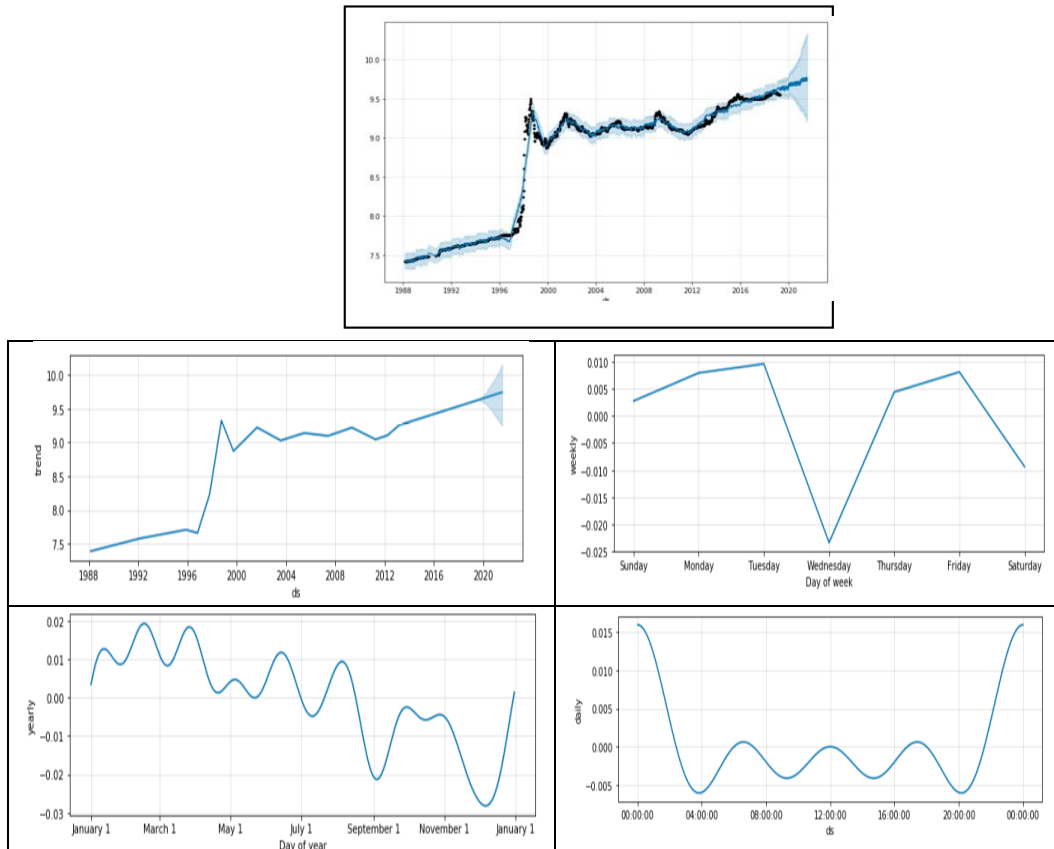 10.0
9.5
9.0
8.5
8.0
7.5
1988 1992 1996 2000 2004 2008 2012 2016 2020
ds
10.0
9.5
9.0
8.5
8.0
7.5
trend
1988 1992 1996 2000 2004 2008 2012 2016 2020
ds
0.010
0.005
0.000
−0.005
−0.010
−0.015
−0.020
−0.025
weekly
Sunday Monday Tuesday Wednesday Thursday Friday Saturday
Day of week
0.02
0.01
0.00
−0.01
−0.02
−0.03
yearly
January 1 March 1 May 1 July 1 September 1 November 1 January 1
Day of year
0.015
0.010
0.005
0.000
−0.005
daily
00:00:00 04:00:00 08:00:00 12:00:00 16:00:00 20:00:00 00:00:00
ds